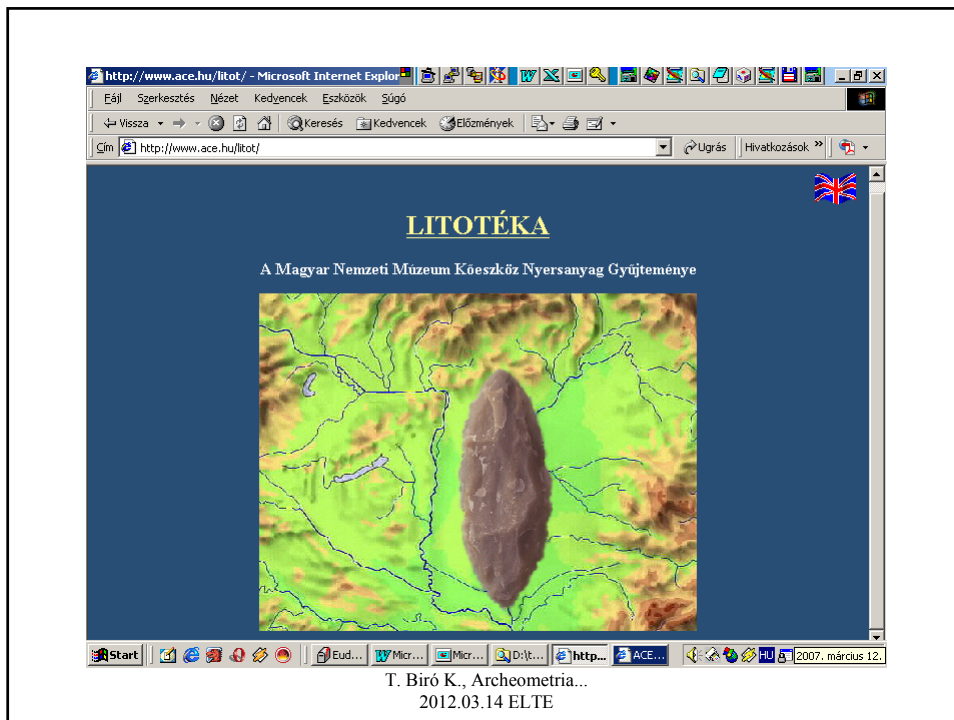 http://www.ace.hu/litot/ - Microsoft Internet Explor
Fájl Szerkesztés Nézet Kedvencek Eszközök Súgó
Vissza Keresés Kedvencek Előzmények
Cím http://www.ace.hu/litot/ Ugrás Hivatkozások »
LITOTÉKA
A Magyar Nemzeti Múzeum Kőeszköz Nyersanyag Gyűjteménye
Start Eud... Micr... Micr... D:\t... http... ACE... HU 2007. március 12.
T. Biró K., Archeometria...
2012.03.14 ELTE